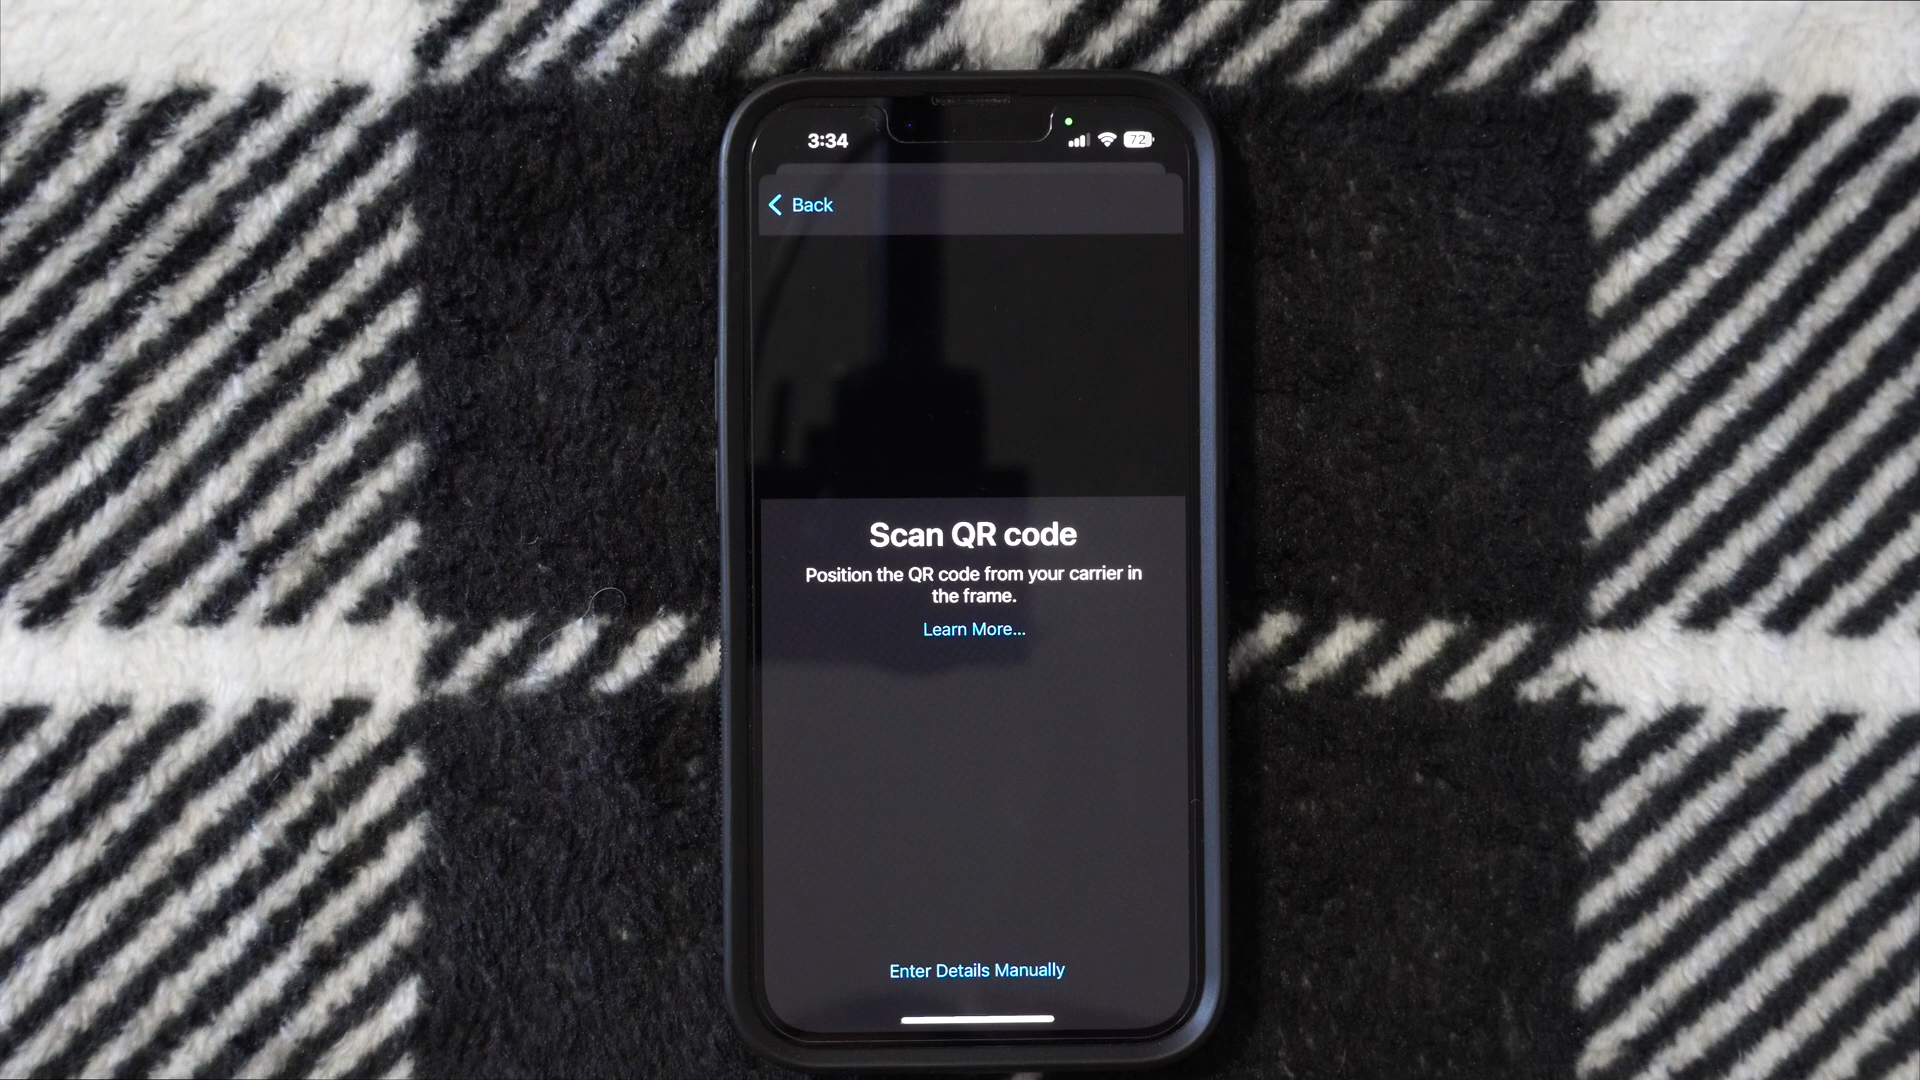 3:34
72
Back
Scan QR code
Position the QR code from your carrier in
the frame.
Learn More...
Enter Details Manually